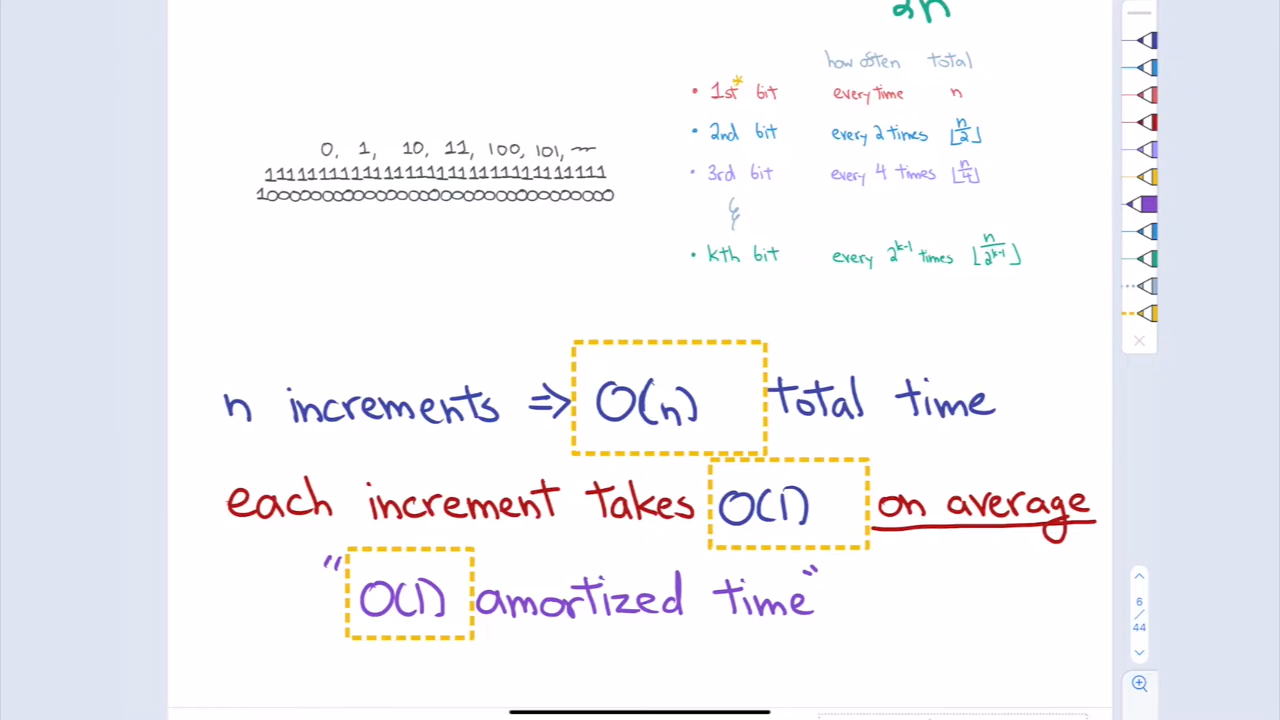 2n
how often total
• 1st* bit every time n
• 2nd bit every 2 times ⌊n/2⌋
• 3rd bit every 4 times ⌊n/4⌋
• kth bit every 2^(k-1) times ⌊n/2^(k-1)⌋
0, 1, 10, 11, 100, 101,
n increments ⇒ O(n) total time
each increment takes O(1) on average
"O(1) amortized time"
6
/
44